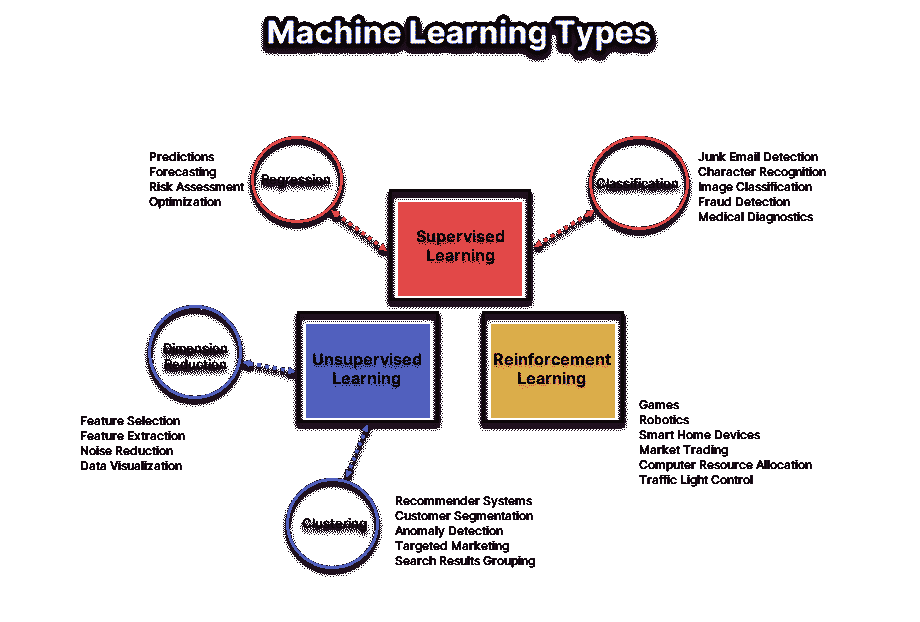 Machine Learning Types
Predictions
Forecasting
Risk Assessment
Optimization
Regression
Classification
Junk Email Detection
Character Recognition
Image Classification
Fraud Detection
Medical Diagnostics
Supervised
Learning
Dimension
Reduction
Unsupervised
Learning
Reinforcement
Learning
Feature Selection
Feature Extraction
Noise Reduction
Data Visualization
Games
Robotics
Smart Home Devices
Market Trading
Computer Resource Allocation
Traffic Light Control
Clustering
Recommender Systems
Customer Segmentation
Anomaly Detection
Targeted Marketing
Search Results Grouping